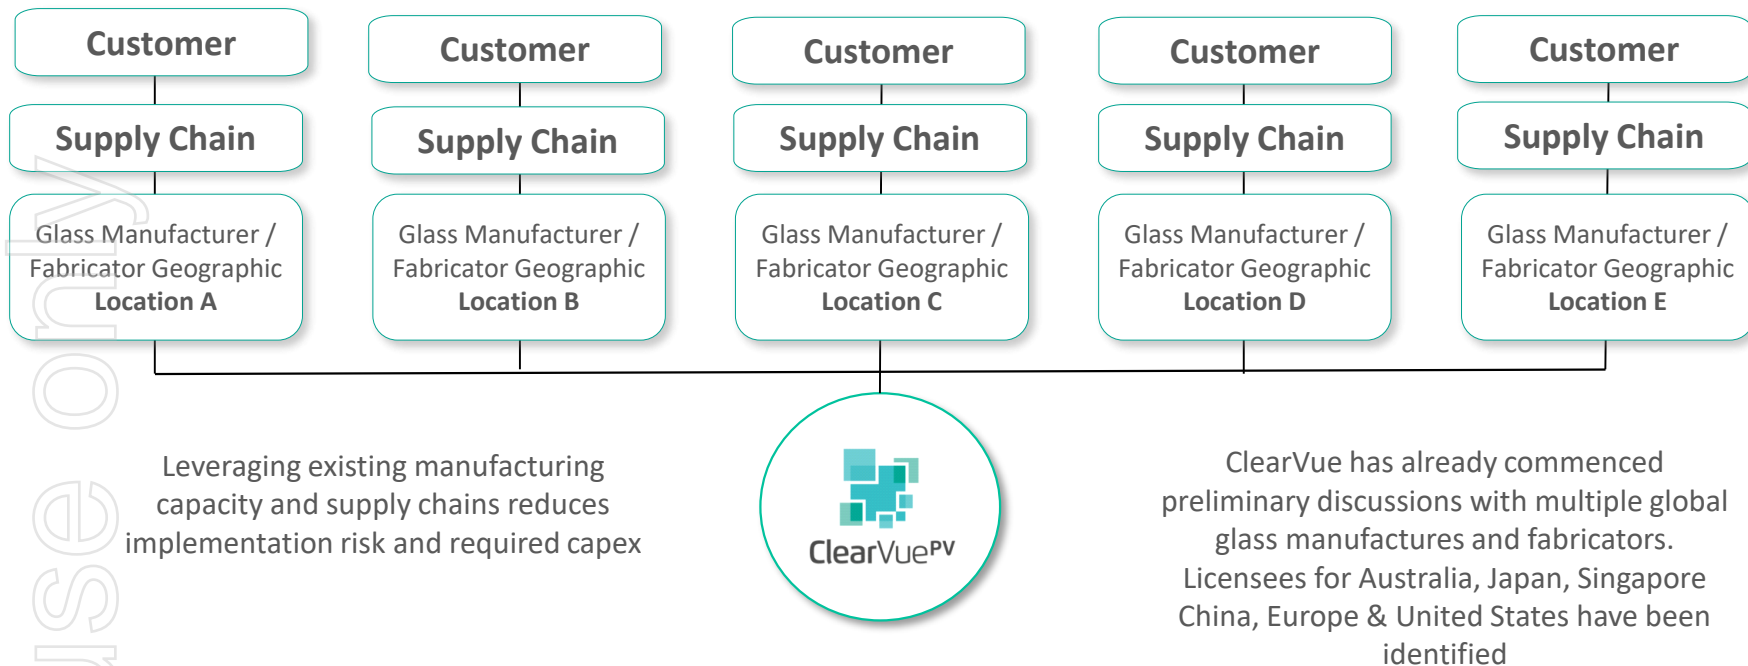 Customer
Customer
Customer
Customer
Customer
Supply Chain
Supply Chain
Supply Chain
Supply Chain
Supply Chain
Glass Manufacturer /
Fabricator Geographic
Location A
Glass Manufacturer /
Fabricator Geographic
Location B
Glass Manufacturer /
Fabricator Geographic
Location C
Glass Manufacturer /
Fabricator Geographic
Location D
Glass Manufacturer /
Fabricator Geographic
Location E
Leveraging existing manufacturing
capacity and supply chains reduces
implementation risk and required capex
ClearVuePV
ClearVue has already commenced
preliminary discussions with multiple global
glass manufactures and fabricators.
Licensees for Australia, Japan, Singapore
China, Europe & United States have been
identified
use only